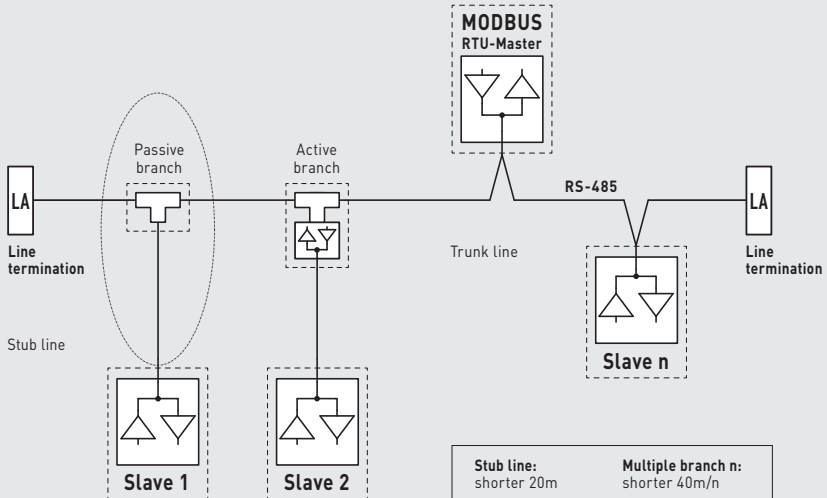 MODBUS
RTU-Master
Passive
branch
Active
branch
RS-485
LA
LA
Line
termination
Trunk line
Line
termination
Stub line
Slave n
Slave 1
Slave 2
Stub line:
shorter 20m
Multiple branch n:
shorter 40m/n